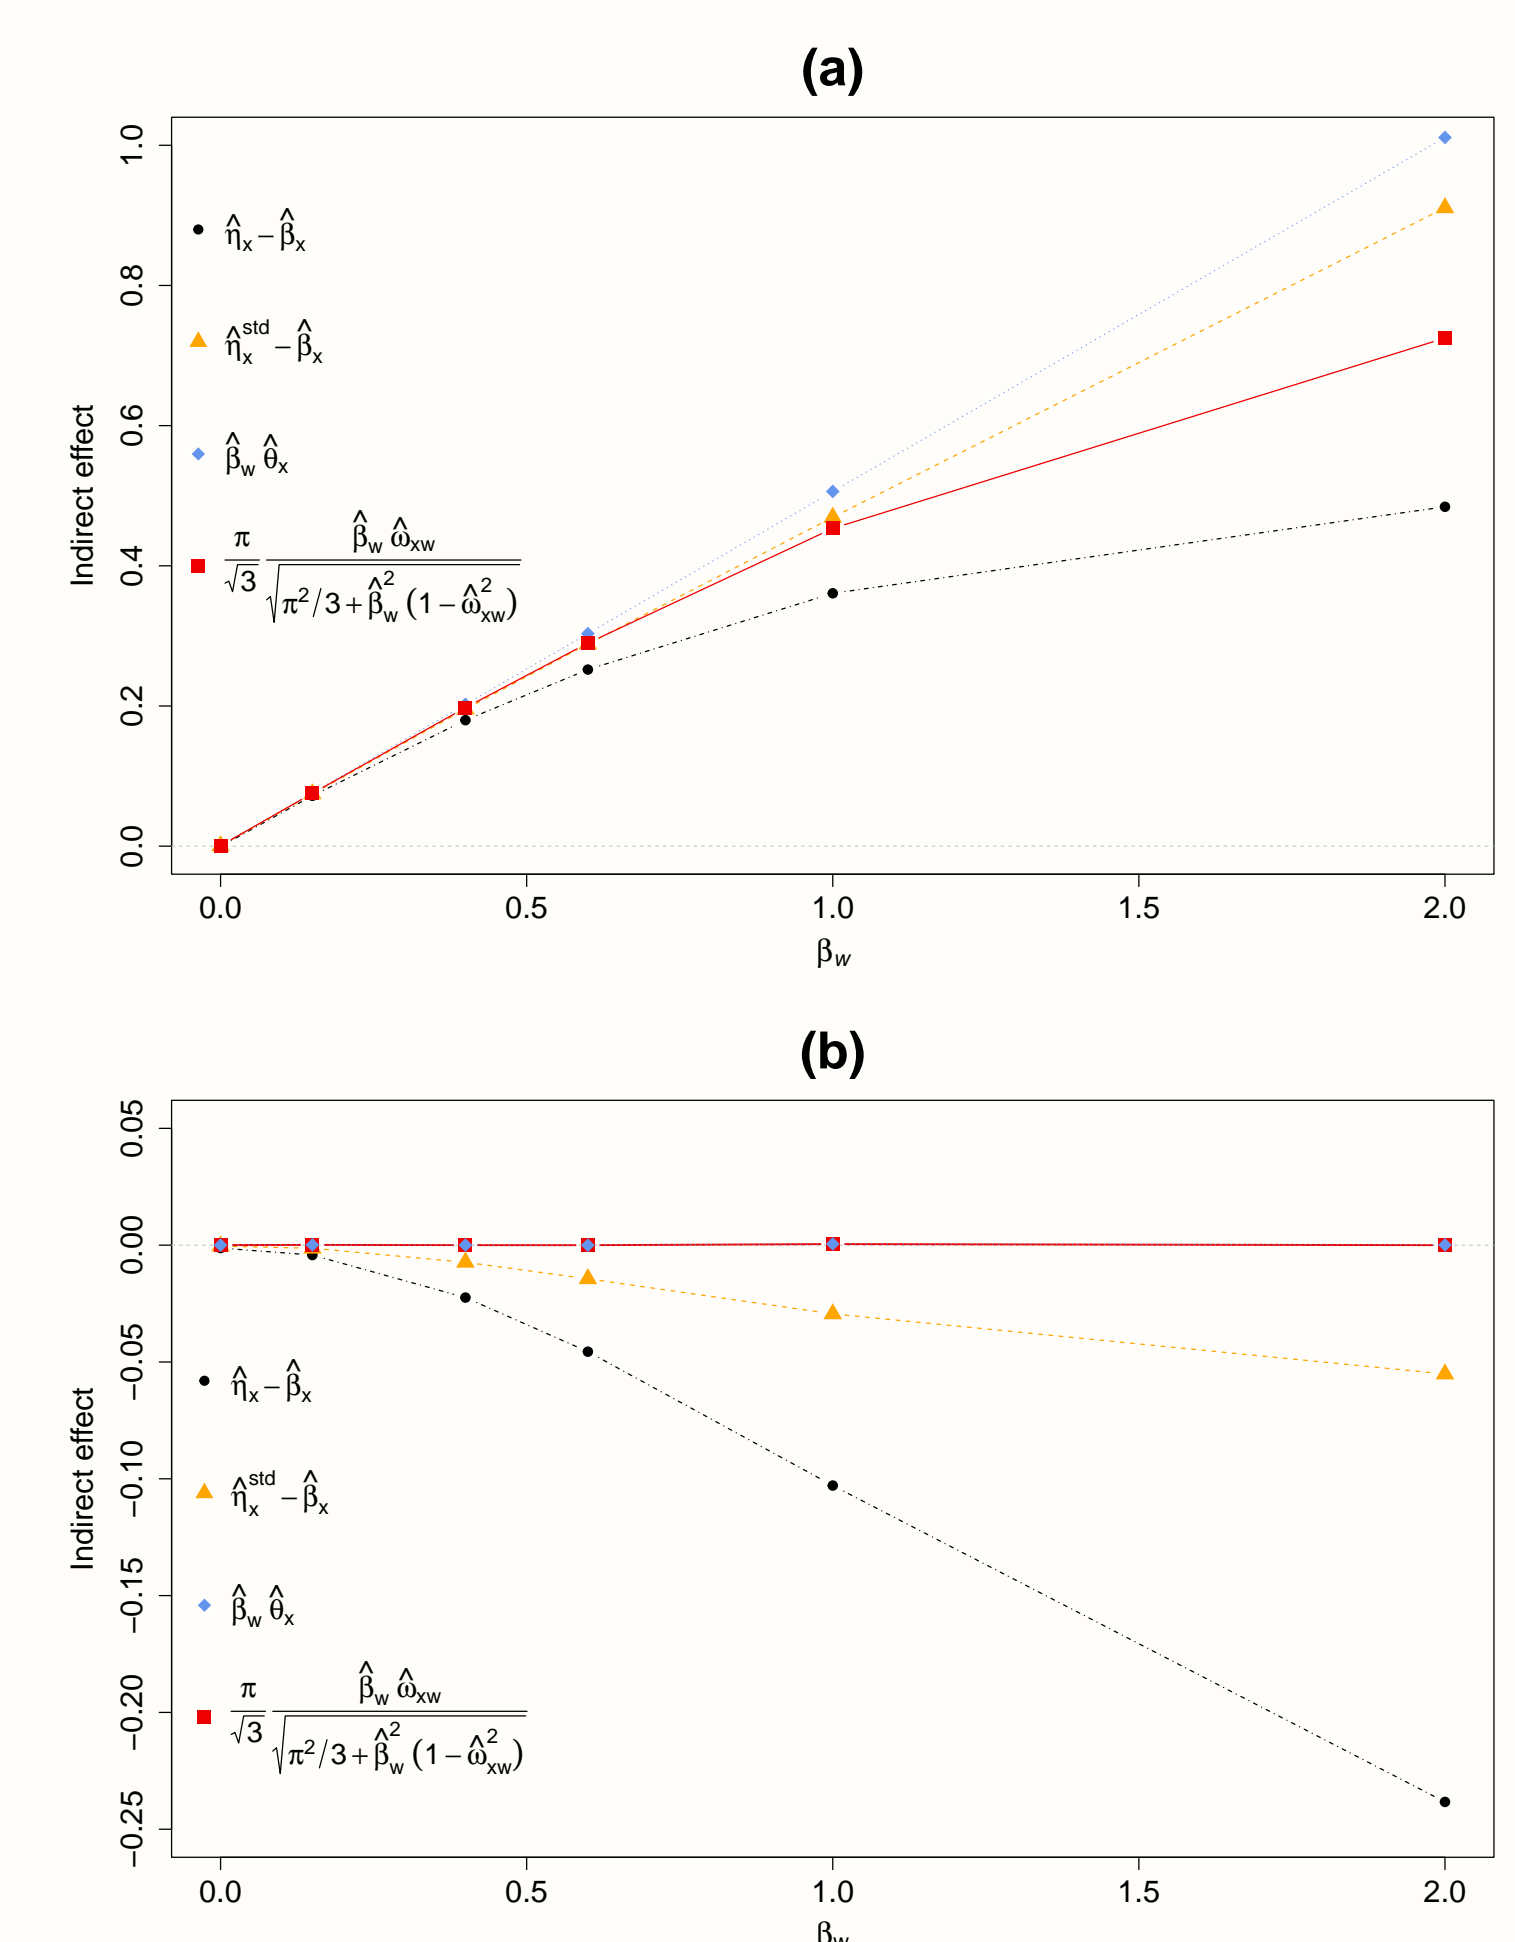 (a)
1.0
0.8
0.6
0.4
0.2
0.0
Indirect effect
η̂x − β̂x
η̂x^std − β̂x
β̂w θ̂x
π/√3 β̂w ω̂xw / √(π²/3 + β̂w² (1 − ω̂xw²))
0.0 0.5 1.0 1.5 2.0
βw
(b)
0.05
0.00
−0.05
−0.10
−0.15
−0.20
−0.25
Indirect effect
η̂x − β̂x
η̂x^std − β̂x
β̂w θ̂x
π/√3 β̂w ω̂xw / √(π²/3 + β̂w² (1 − ω̂xw²))
0.0 0.5 1.0 1.5 2.0
βw